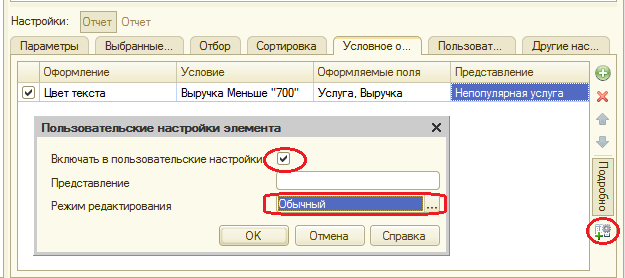 Настройки: Отчет Отчет
Параметры Выбранные... Отбор Сортировка Условное о... Пользоват... Другие нас...
Оформление Условие Оформляемые поля Представление
Цвет текста Выручка Меньше "700" Услуга, Выручка Непопулярная услуга
Пользовательские настройки элемента
Включать в пользовательские настройки
Представление
Режим редактирования Обычный ...
OK Отмена Справка
Подробно